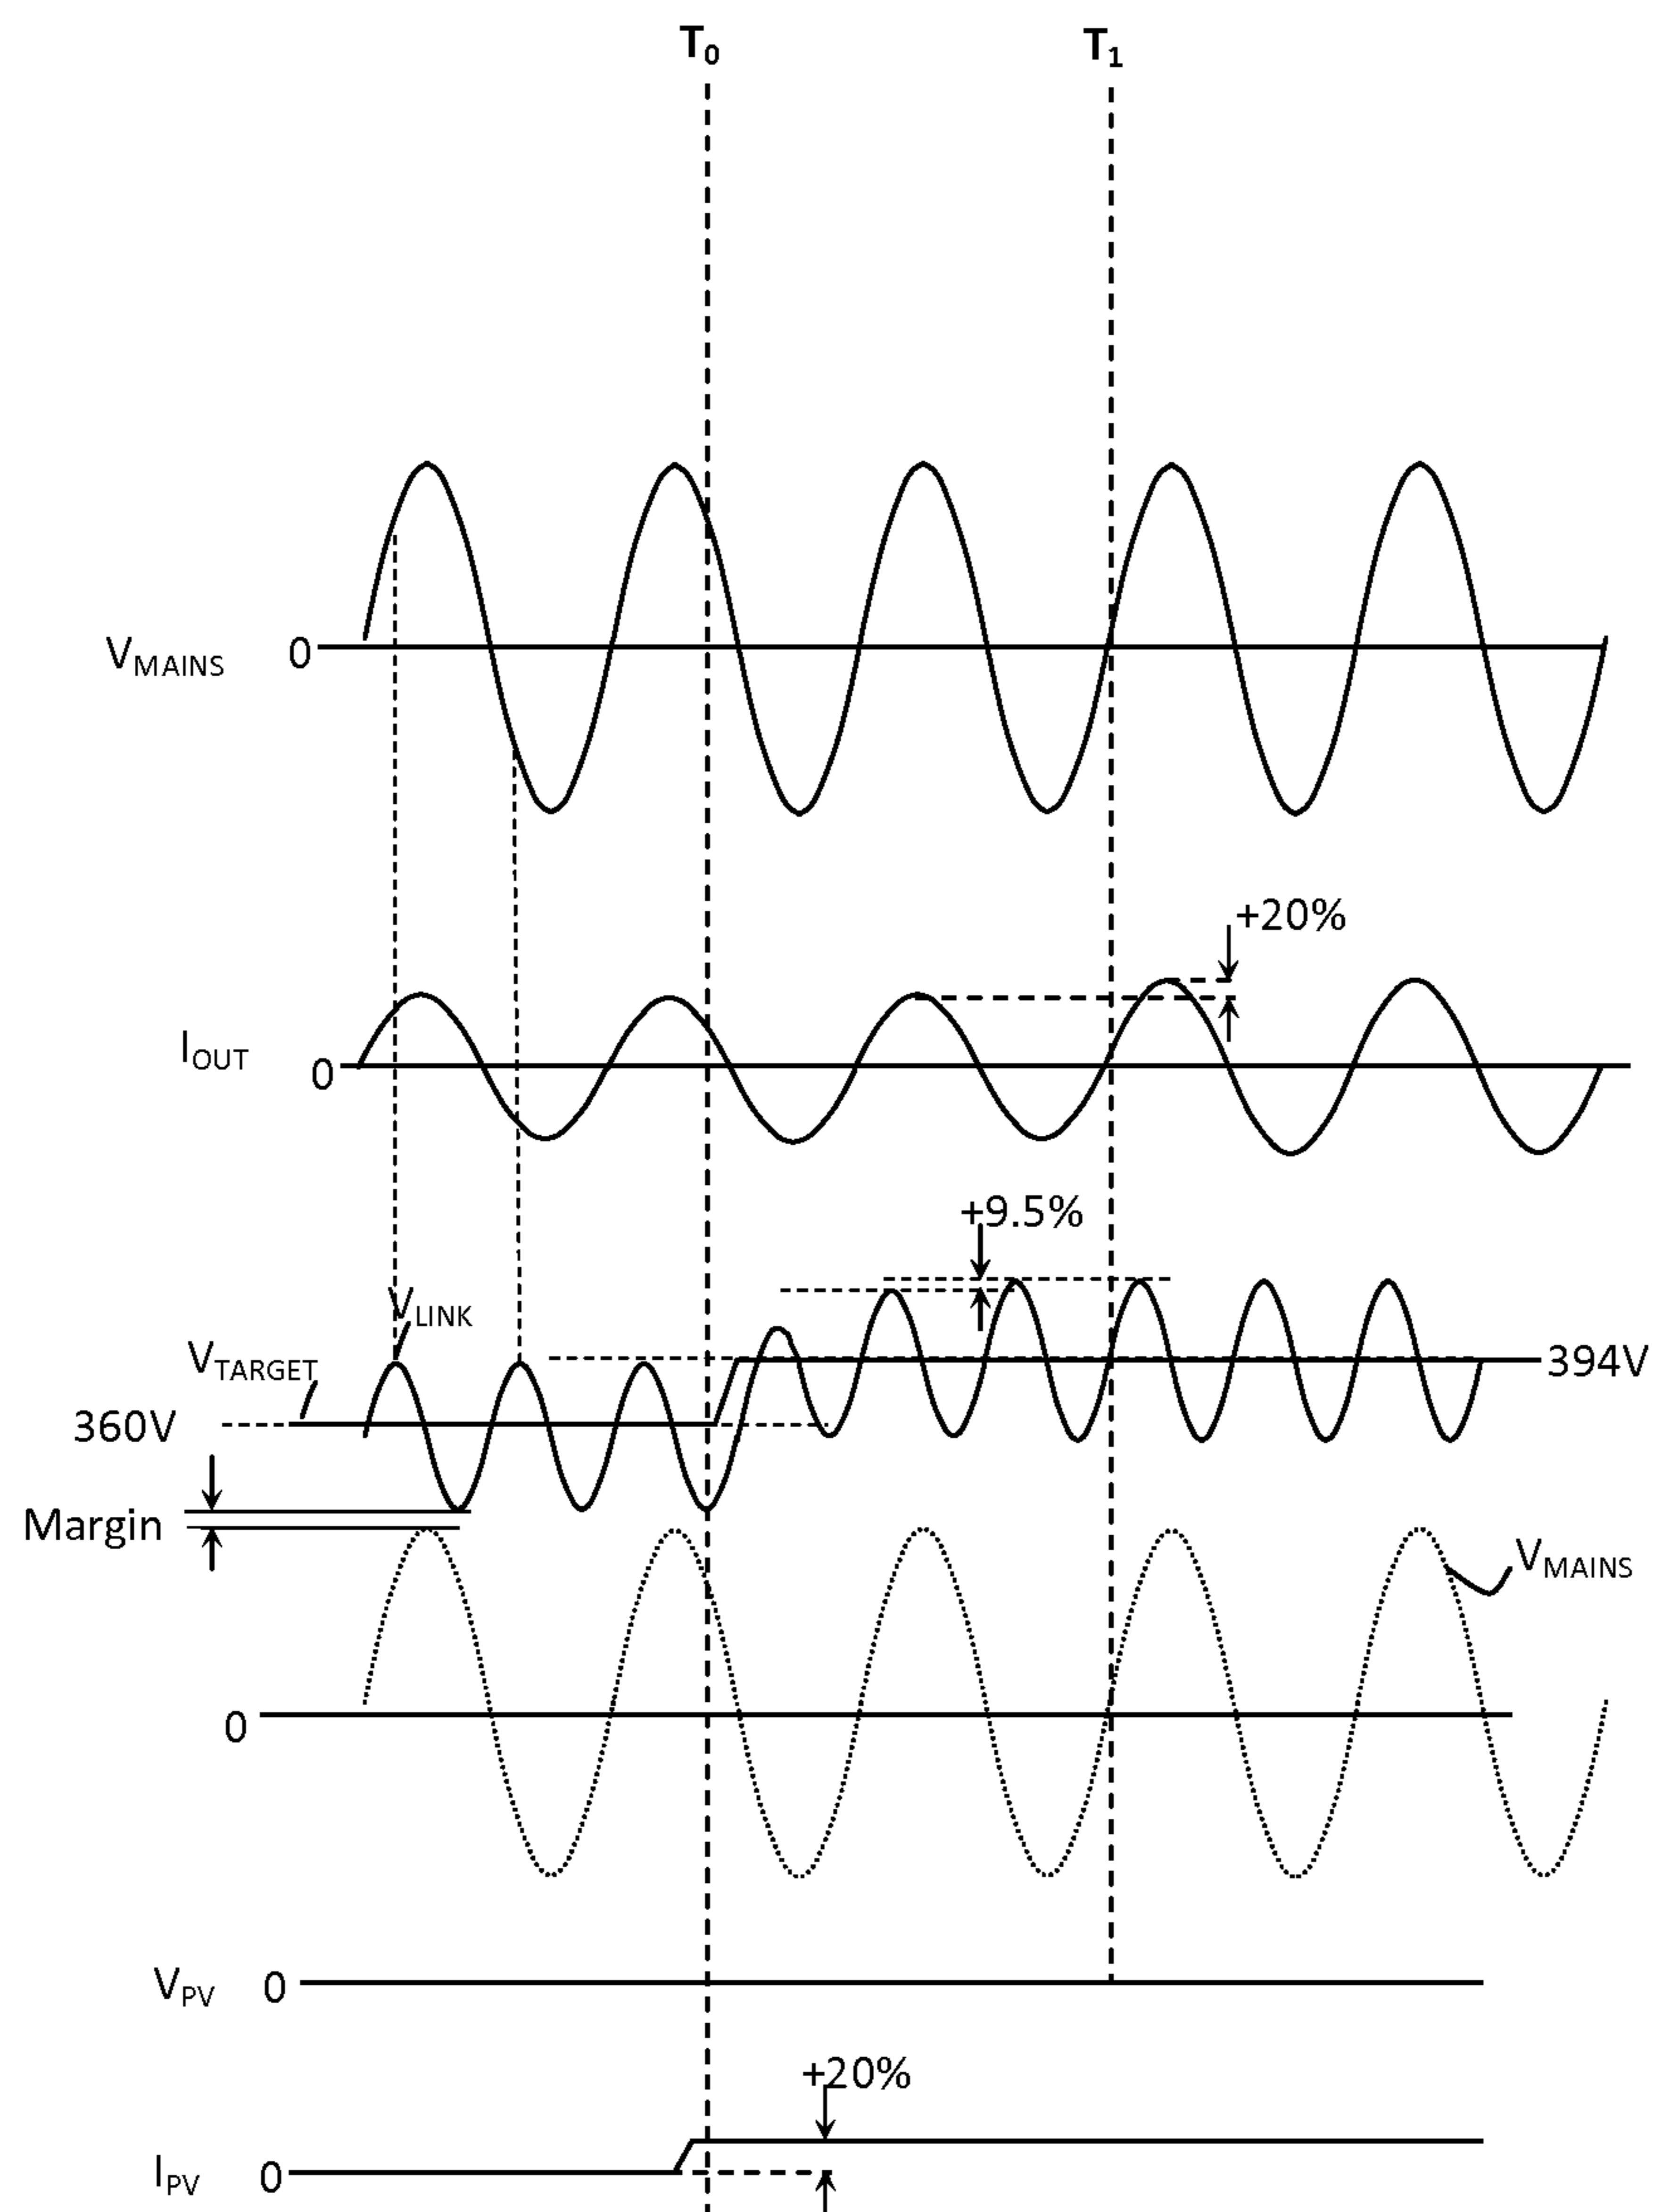 T0 T1
VMAINS 0
+20%
IOUT 0
+9.5%
VLINK
VTARGET
394V
360V
Margin
VMAINS
0
VPV 0
+20%
IPV 0